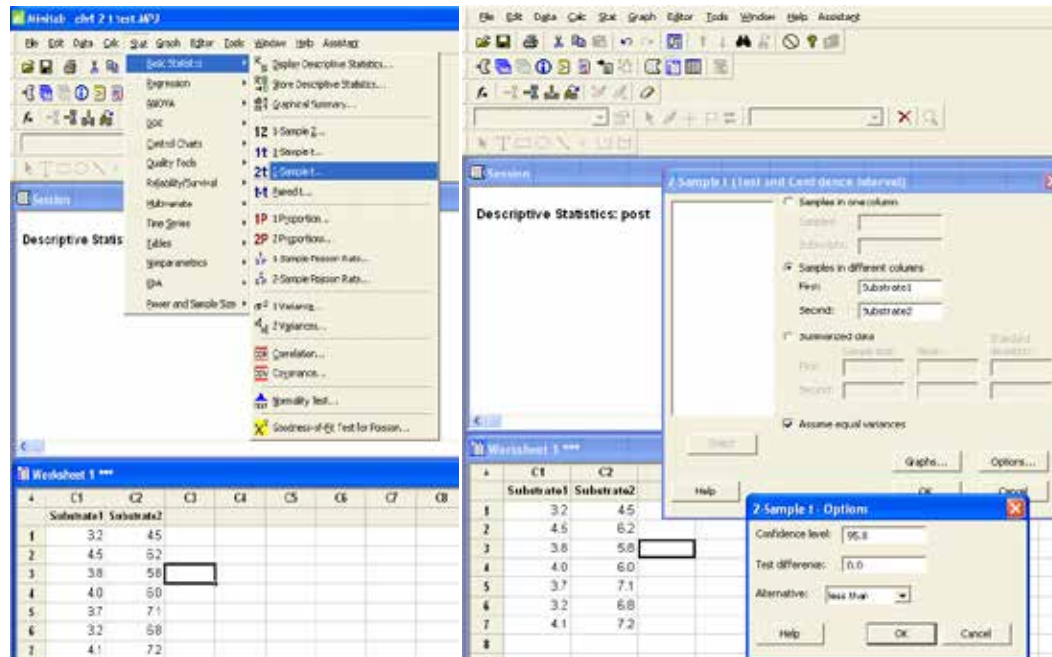 Minitab
File Edit Data Calc Stat Graph Editor Tools Window Help Assistant
Basic Statistics
Regression
ANOVA
DOE
Control Charts
Quality Tools
Reliability/Survival
Multivariate
Time Series
Tables
Nonparametrics
EDA
Power and Sample Size
Display Descriptive Statistics...
Store Descriptive Statistics...
Graphical Summary...
1Z 1-Sample Z...
1t 1-Sample t...
2t 2-Sample t...
t-t Paired t...
1P 1 Proportion...
2P 2 Proportions...
1-Sample Poisson Rate...
2-Sample Poisson Rate...
σ² 1 Variance...
2 Variances...
COR Correlation...
COV Covariance...
Normality Test...
Goodness-of-Fit Test for Poisson...
Session
Descriptive Statis
Worksheet 1 ***
C1 C2 C3 C4 C5 C6 C7 C8
Substrate1 Substrate2
1 3.2 4.5
2 4.5 6.2
3 3.8 5.8
4 4.0 6.0
5 3.7 7.1
6 3.2 6.8
7 4.1 7.2
File Edit Data Calc Stat Graph Editor Tools Window Help Assistant
Session
Descriptive Statistics: post
2-Sample t (Test and Confidence Interval)
Samples in one column
Samples:
Subscripts:
Samples in different columns
First: Substrate1
Second: Substrate2
Summarized data
Sample size: Mean: Standard deviation:
First:
Second:
Assume equal variances
Select
Graphs... Options...
Help OK Cancel
Worksheet 1 ***
C1 C2
Substrate1 Substrate2
1 3.2 4.5
2 4.5 6.2
3 3.8 5.8
4 4.0 6.0
5 3.7 7.1
6 3.2 6.8
7 4.1 7.2
8
2-Sample t - Options
Confidence level: 95.0
Test difference: 0.0
Alternative: less than
Help OK Cancel